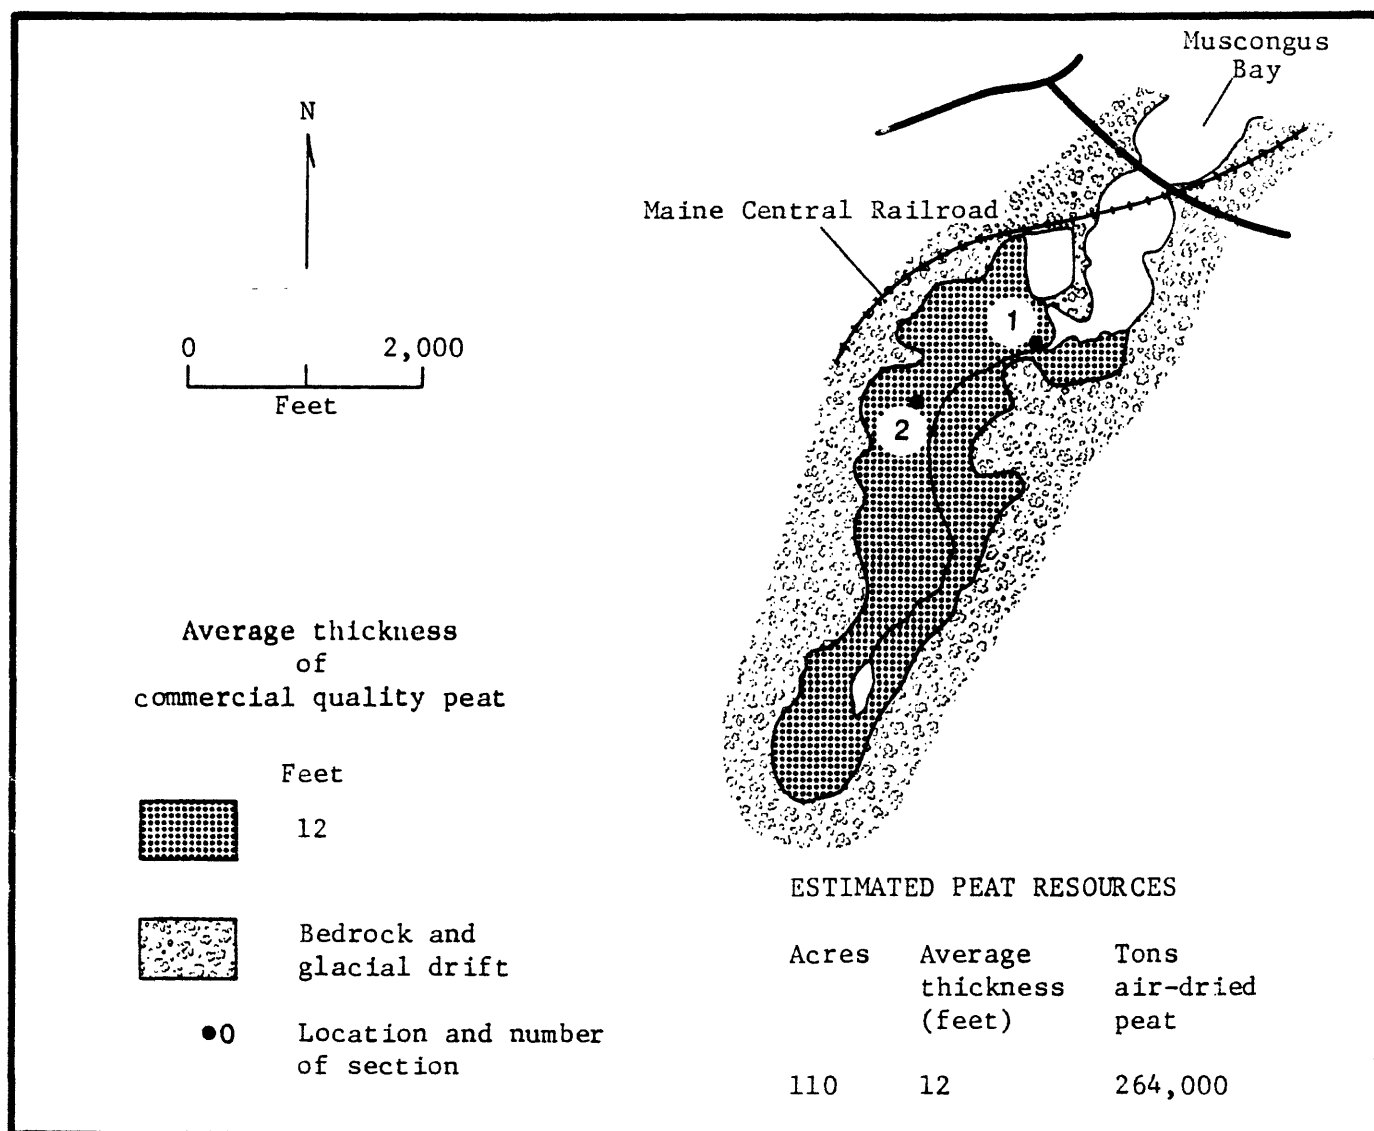 Muscongus
Bay
N
Maine Central Railroad
0 2,000
Feet
1
2
Average thickness
of
commercial quality peat
Feet
12
Bedrock and
glacial drift
●0 Location and number
of section
ESTIMATED PEAT RESOURCES
Acres Average Tons
thickness air-dried
(feet) peat
110 12 264,000